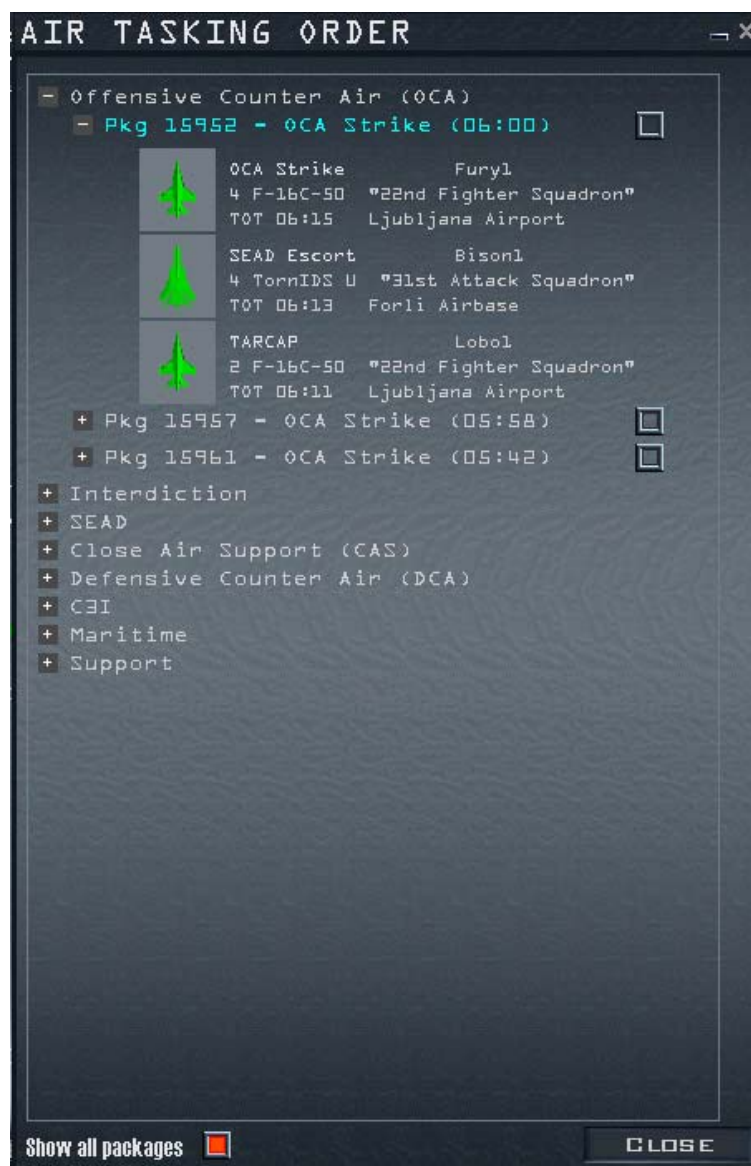 AIR TASKING ORDER
Offensive Counter Air (OCA)
Pkg 15952 - OCA Strike (06:00)
OCA Strike Fury1
4 F-16C-50 "22nd Fighter Squadron"
TOT 06:15 Ljubljana Airport
SEAD Escort Bison1
4 TornIDS U "31st Attack Squadron"
TOT 06:13 Forli Airbase
TARCAP Lobo1
2 F-16C-50 "22nd Fighter Squadron"
TOT 06:11 Ljubljana Airport
Pkg 15957 - OCA Strike (05:58)
Pkg 15961 - OCA Strike (05:42)
Interdiction
SEAD
Close Air Support (CAS)
Defensive Counter Air (DCA)
C3I
Maritime
Support
Show all packages
CLOSE